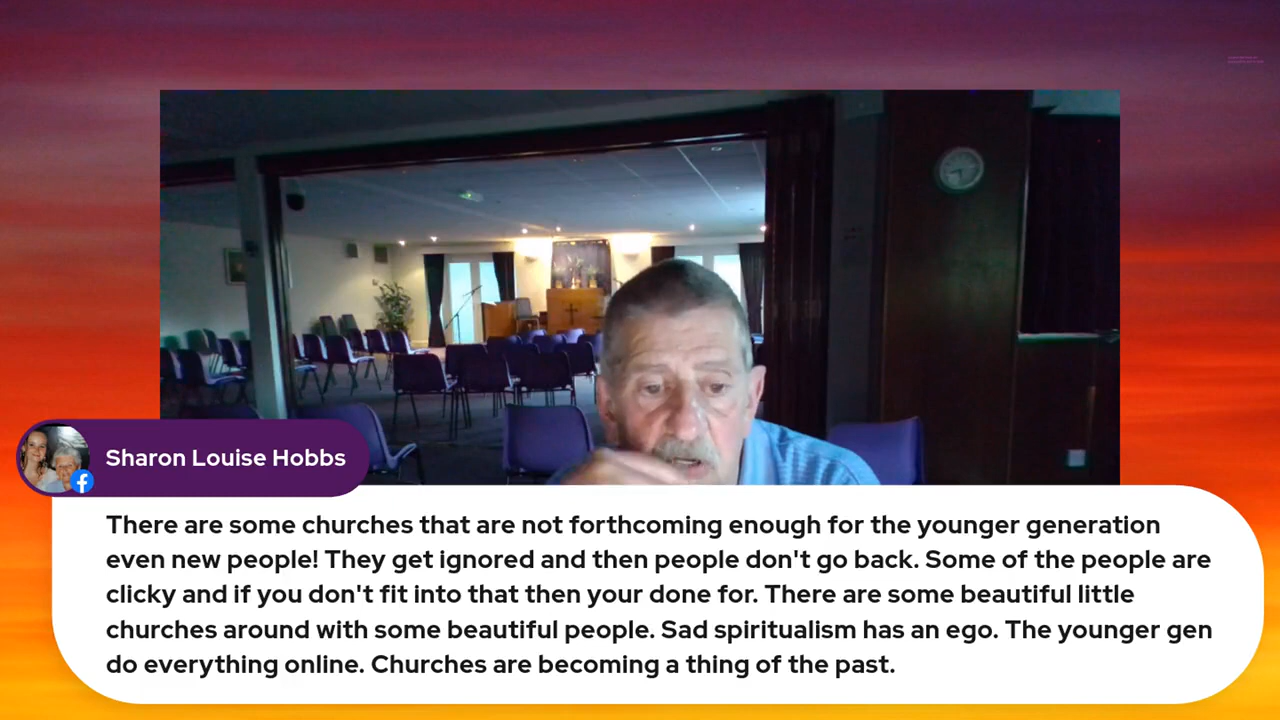 Sharon Louise Hobbs
There are some churches that are not forthcoming enough for the younger generation
even new people! They get ignored and then people don't go back. Some of the people are
clicky and if you don't fit into that then your done for. There are some beautiful little
churches around with some beautiful people. Sad spiritualism has an ego. The younger gen
do everything online. Churches are becoming a thing of the past.